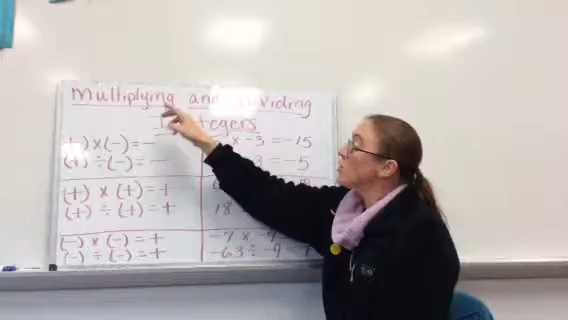 Multiplying and Dividing
Integers
(+) x (-) = - x -3 = -15
(+) ÷ (-) = - 3 = -5
(+) x (+) = +
(+) ÷ (+) = + 18
(-) x (-) = + -7 x -9
(-) ÷ (-) = + -63 ÷ -9